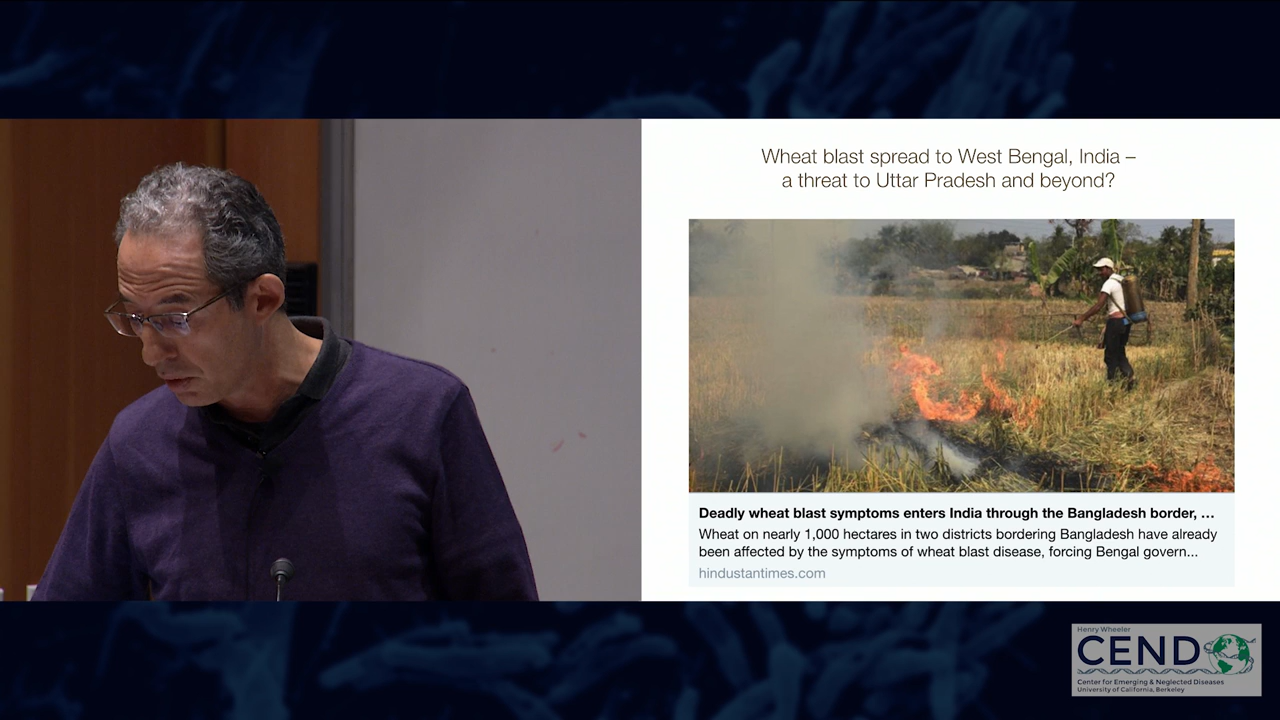 Wheat blast spread to West Bengal, India –
a threat to Uttar Pradesh and beyond?
Deadly wheat blast symptoms enters India through the Bangladesh border, ...
Wheat on nearly 1,000 hectares in two districts bordering Bangladesh have already
been affected by the symptoms of wheat blast disease, forcing Bengal govern...
hindustantimes.com
Henry Wheeler
CEND
Center for Emerging & Neglected Diseases
University of California, Berkeley